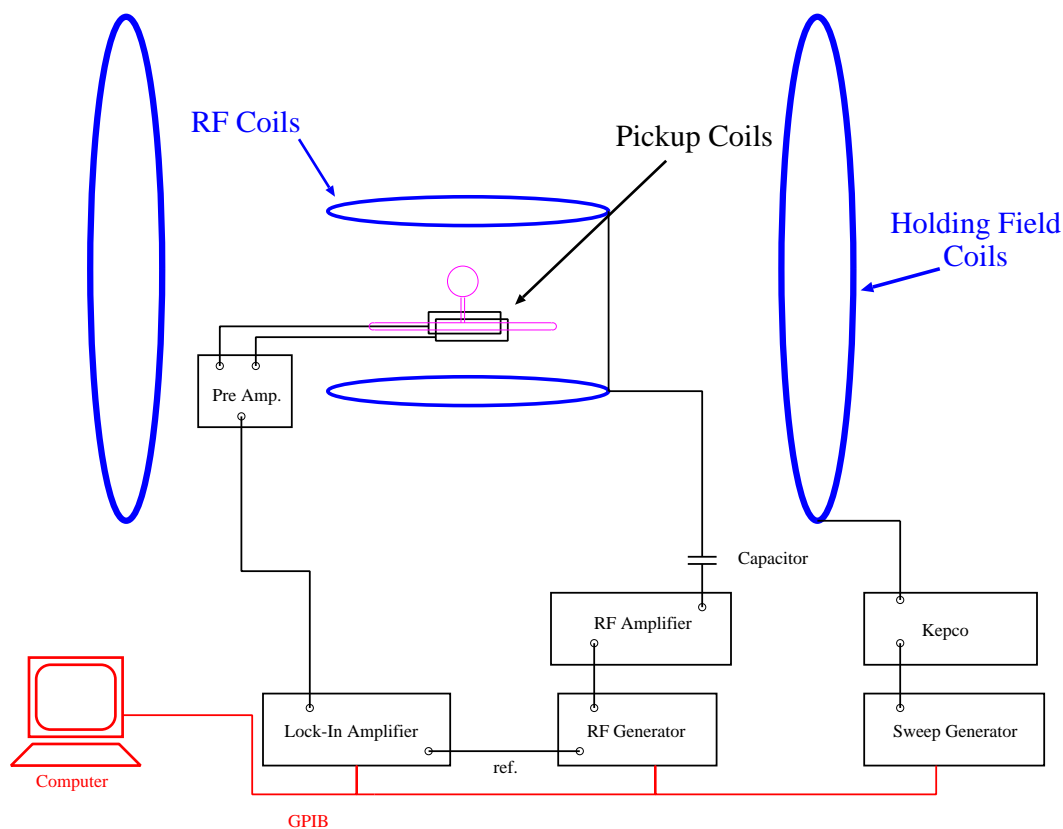 RF Coils
Pickup Coils
Holding Field
Coils
Pre Amp.
Capacitor
RF Amplifier
Kepco
Lock-In Amplifier
RF Generator
Sweep Generator
ref.
Computer
GPIB